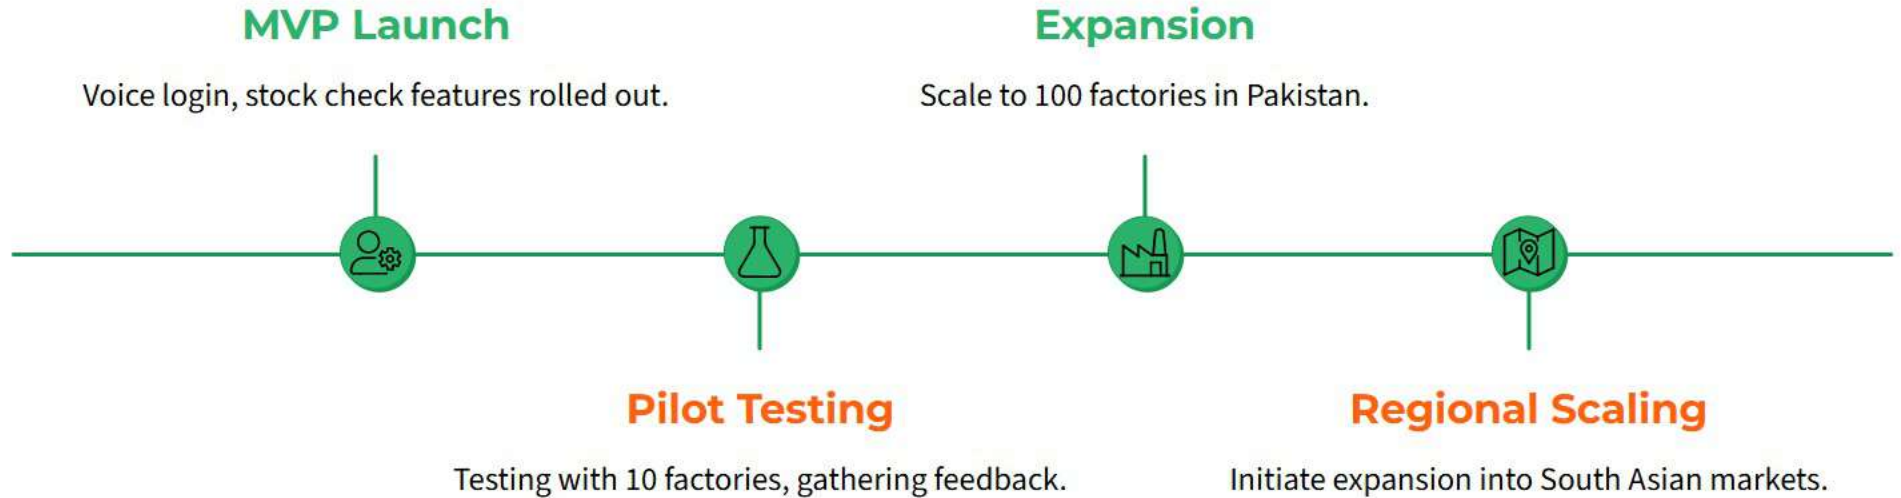 MVP Launch
Voice login, stock check features rolled out.
Expansion
Scale to 100 factories in Pakistan.
Pilot Testing
Testing with 10 factories, gathering feedback.
Regional Scaling
Initiate expansion into South Asian markets.